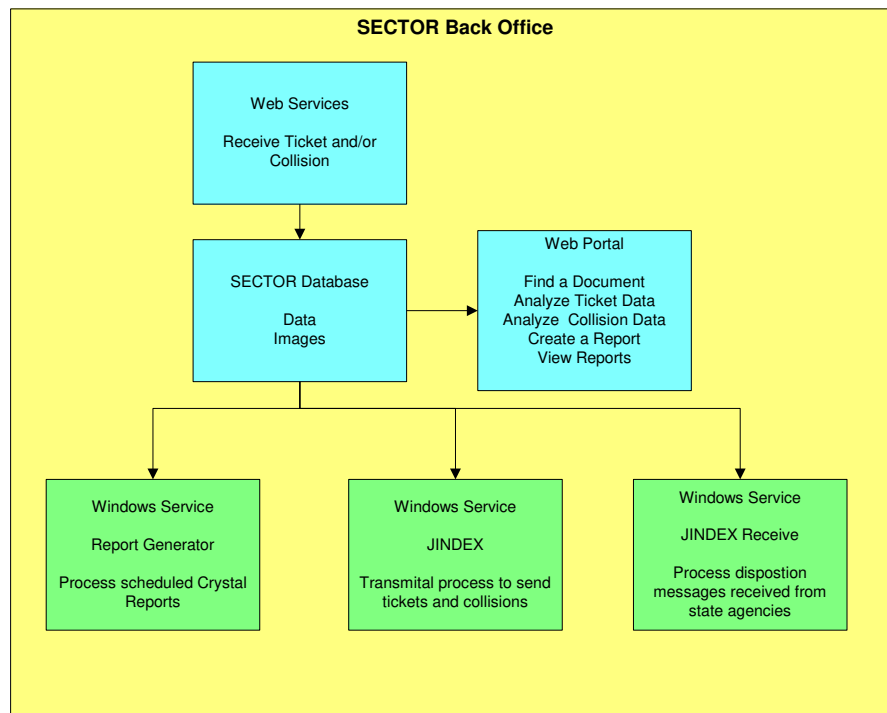 SECTOR Back Office
Web Services
Receive Ticket and/or
Collision
SECTOR Database
Data
Images
Web Portal
Find a Document
Analyze Ticket Data
Analyze Collision Data
Create a Report
View Reports
Windows Service
Report Generator
Process scheduled Crystal
Reports
Windows Service
JINDEX
Transmital process to send
tickets and collisions
Windows Service
JINDEX Receive
Process dispostion
messages received from
state agencies